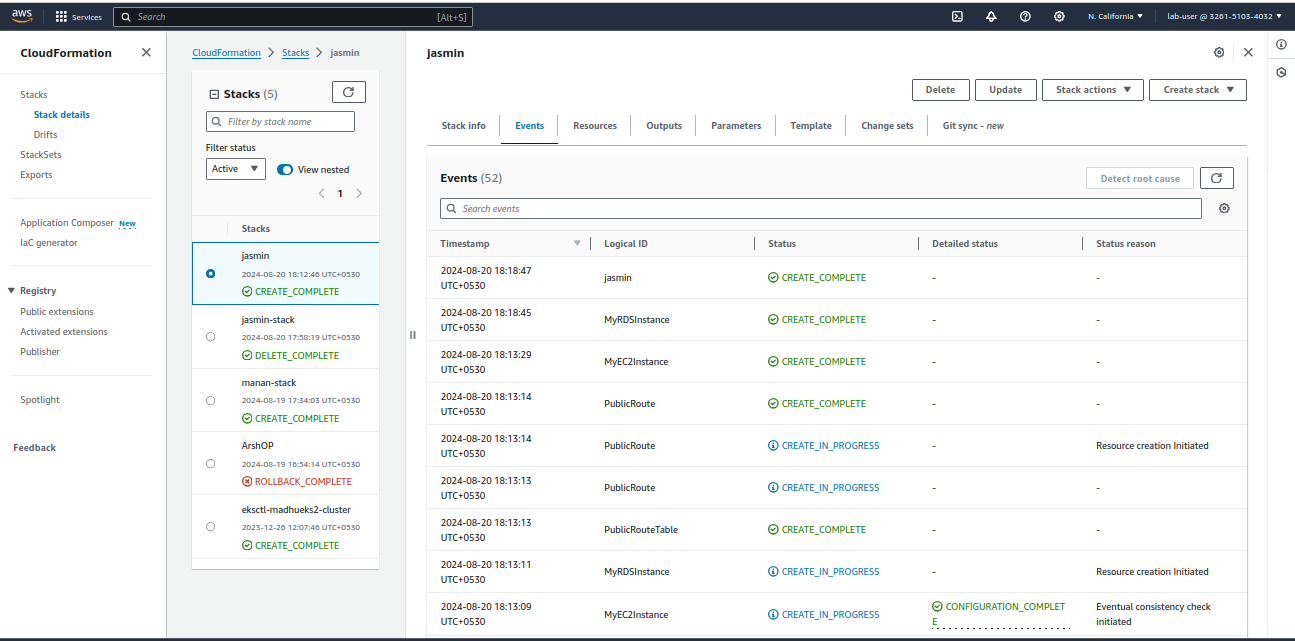 aws
Services
Search
[Alt+S]
N. California
lab-user @ 3261-5103-4032
CloudFormation
Stacks
Stack details
Drifts
StackSets
Exports
Application Composer New
IaC generator
Registry
Public extensions
Activated extensions
Publisher
Spotlight
Feedback
CloudFormation
Stacks
jasmin
Stacks (5)
Filter by stack name
Filter status
Active
View nested
1
Stacks
jasmin
2024-08-20 18:12:46 UTC+0530
CREATE_COMPLETE
jasmin-stack
2024-08-20 17:58:19 UTC+0530
DELETE_COMPLETE
manan-stack
2024-08-19 17:34:03 UTC+0530
CREATE_COMPLETE
ArshOP
2024-08-19 16:54:14 UTC+0530
ROLLBACK_COMPLETE
eksctl-madhueks2-cluster
2023-12-26 12:07:46 UTC+0530
CREATE_COMPLETE
jasmin
Delete
Update
Stack actions
Create stack
Stack info
Events
Resources
Outputs
Parameters
Template
Change sets
Git sync - new
Events (52)
Detect root cause
Search events
Timestamp Logical ID Status Detailed status Status reason
2024-08-20 18:18:47
UTC+0530
jasmin
CREATE_COMPLETE
-
-
2024-08-20 18:18:45
UTC+0530
MyRDSInstance
CREATE_COMPLETE
-
-
2024-08-20 18:13:29
UTC+0530
MyEC2Instance
CREATE_COMPLETE
-
-
2024-08-20 18:13:14
UTC+0530
PublicRoute
CREATE_COMPLETE
-
-
2024-08-20 18:13:14
UTC+0530
PublicRoute
CREATE_IN_PROGRESS
-
Resource creation Initiated
2024-08-20 18:13:13
UTC+0530
PublicRoute
CREATE_IN_PROGRESS
-
-
2024-08-20 18:13:13
UTC+0530
PublicRouteTable
CREATE_COMPLETE
-
-
2024-08-20 18:13:11
UTC+0530
MyRDSInstance
CREATE_IN_PROGRESS
-
Resource creation Initiated
2024-08-20 18:13:09
UTC+0530
MyEC2Instance
CREATE_IN_PROGRESS
CONFIGURATION_COMPLET
E
Eventual consistency check
initiated